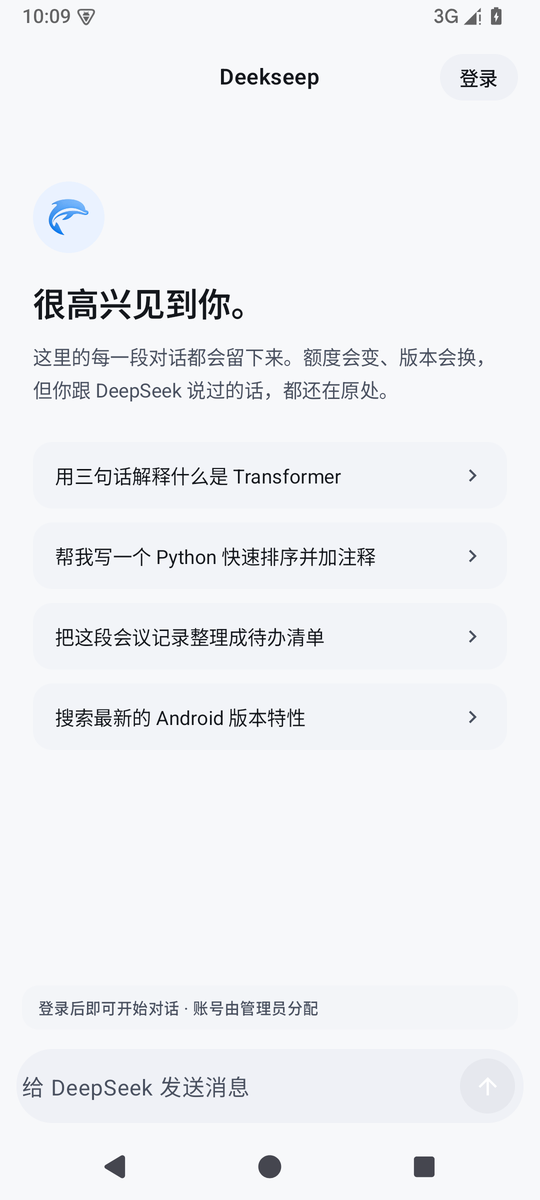 10:09
3G
Deekseep
登录
很高兴见到你。
这里的每一段对话都会留下来。额度会变、版本会换，
但你跟 DeepSeek 说过的话，都还在原处。
用三句话解释什么是 Transformer
帮我写一个 Python 快速排序并加注释
把这段会议记录整理成待办清单
搜索最新的 Android 版本特性
登录后即可开始对话 · 账号由管理员分配
给 DeepSeek 发送消息